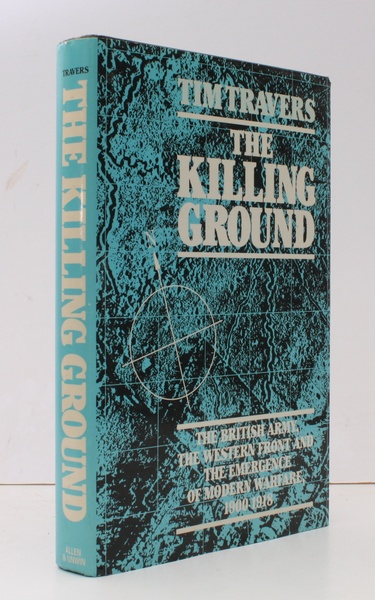 TRAVERS
THE KILLING GROUND
ALLEN
& UNWIN
TIM TRAVERS
THE
KILLING
GROUND
N
THE BRITISH ARMY,
THE WESTERN FRONT AND
THE EMERGENCE
OF MODERN WARFARE,
1900-1918